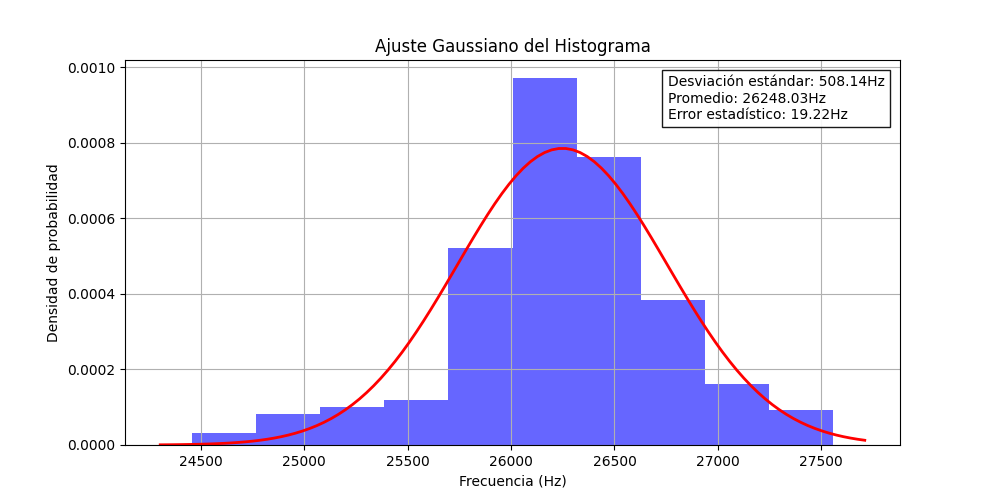 Ajuste Gaussiano del Histograma
Desviación estándar: 508.14Hz
Promedio: 26248.03Hz
Error estadístico: 19.22Hz
Densidad de probabilidad
0.0010
0.0008
0.0006
0.0004
0.0002
0.0000
24500 25000 25500 26000 26500 27000 27500
Frecuencia (Hz)